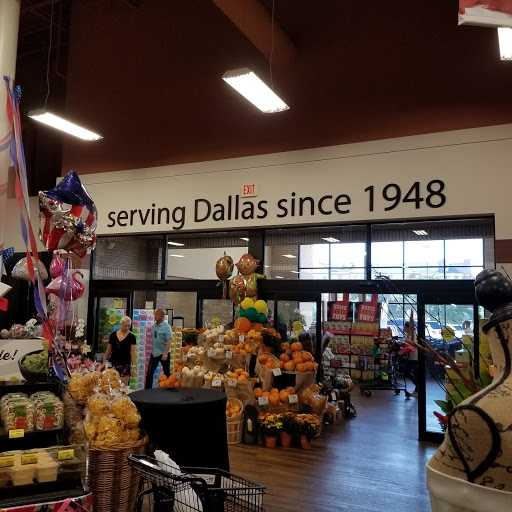 EXIT
serving Dallas since 1948